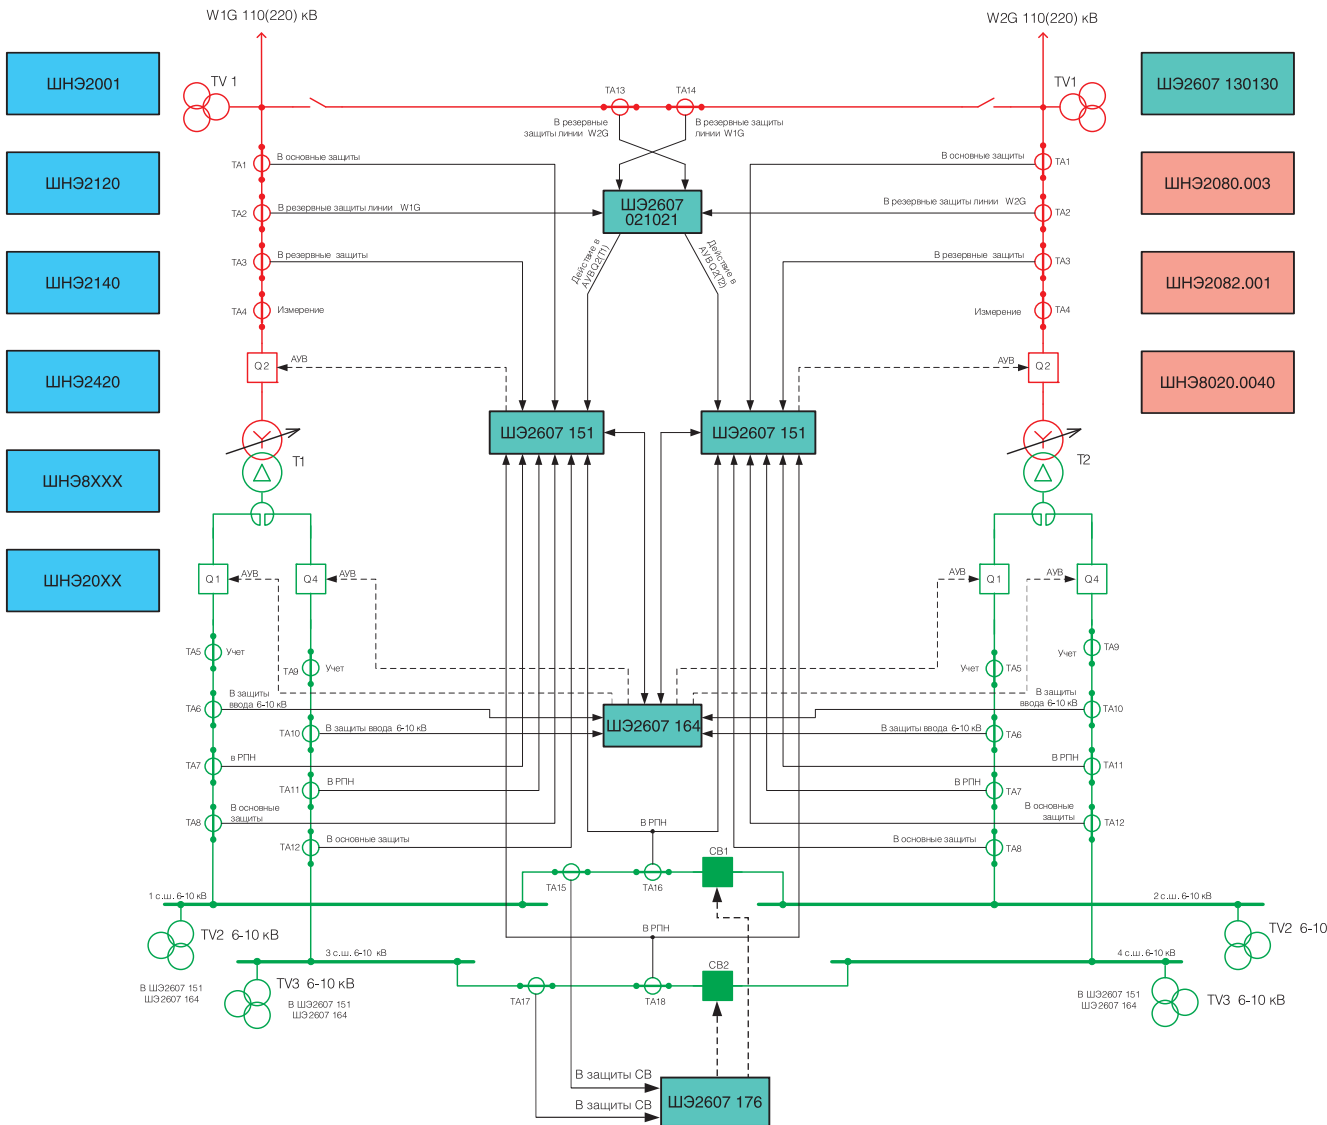 W1G 110(220) кВ
W2G 110(220) кВ
ШНЭ2001
TV 1
TA13
TA14
TV1
ШЭ2607 130130
В резервные
защиты линии W2G
В резервные защиты
линии W1G
TA1
В основные защиты
В основные защиты
TA1
ШНЭ2120
ШНЭ2080.003
TA2
В резервные защиты линии W1G
ШЭ2607
021021
В резервные защиты линии W2G
TA2
TA3
В резервные защиты
Действие в
АУВQ2(T1)
Действие в
АУВQ2(T2)
В резервные защиты
TA3
ШНЭ2140
ШНЭ2082.001
TA4
Измерение
Измерение
TA4
Q2
АУВ
АУВ
Q2
ШНЭ2420
ШНЭ8020.0040
ШЭ2607 151
ШЭ2607 151
T1
T2
ШНЭ8XXX
ШНЭ20XX
Q1
АУВ
Q4
АУВ
АУВ
Q1
АУВ
Q4
TA5
Учет
TA9
Учет
Учет
TA5
Учет
TA9
TA6
В защиты
ввода 6-10 кВ
В защиты
ввода 6-10 кВ
TA10
TA10
В защиты ввода 6-10 кВ
ШЭ2607 164
В защиты ввода 6-10 кВ
TA6
TA7
в РПН
В РПН
TA11
TA11
В РПН
В РПН
TA7
TA8
В основные
защиты
В основные
защиты
TA12
TA12
В основные защиты
В РПН
В основные защиты
TA8
TA15
TA16
СВ1
1 с.ш. 6-10 кВ
2 с.ш. 6-10 кВ
TV2 6-10 кВ
В РПН
TV2 6-10
3 с.ш. 6-10 кВ
4 с.ш. 6-10 кВ
TV3 6-10 кВ
TA17
TA18
СВ2
TV3 6-10 кВ
В ШЭ2607 151
ШЭ2607 164
В ШЭ2607 151
ШЭ2607 164
В ШЭ2607 151
ШЭ2607 164
В защиты СВ
В защиты СВ
ШЭ2607 176